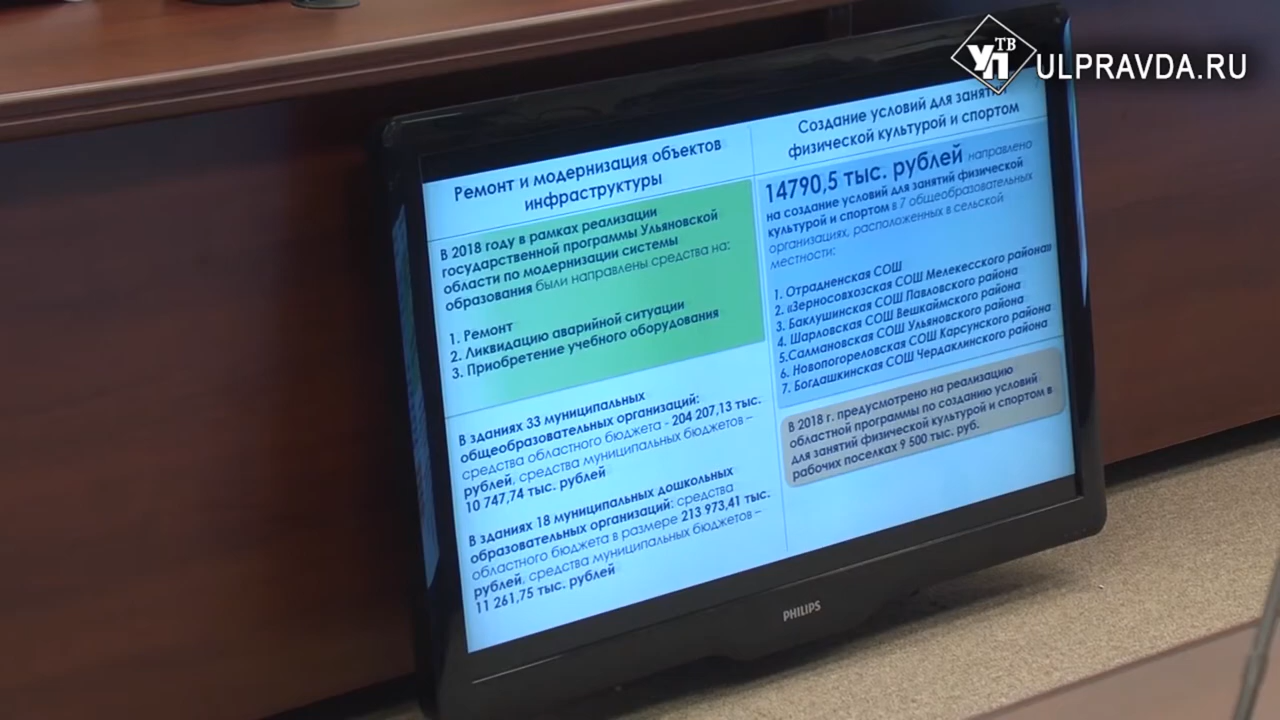 УП ТВ
ULPRAVDA.RU
Ремонт и модернизация объектов
инфраструктуры
В 2018 году в рамках реализации
государственной программы Ульяновской
области по модернизации системы
образования были направлены средства на:
1. Ремонт
2. Ликвидацию аварийной ситуации
3. Приобретение учебного оборудования
В зданиях 33 муниципальных
общеобразовательных организаций:
средства областного бюджета - 204 207,13 тыс.
рублей, средства муниципальных бюджетов –
10 747,74 тыс. рублей
В зданиях 18 муниципальных дошкольных
образовательных организаций: средства
областного бюджета в размере 213 973,41 тыс.
рублей, средства муниципальных бюджетов –
11 261,75 тыс. рублей
Создание условий для
физической культурой и спортом
14790,5 тыс. рублей направлено
на создание условий для занятий физической
культурой и спортом в 7 общеобразовательных
организациях, расположенных в сельской
местности:
1. Отрадненская СОШ
2. «Зерносовхозская СОШ Мелекесского района»
3. Баклушинская СОШ Павловского района
4. Шарловская СОШ Вешкаймского района
5.Салмановская СОШ Ульяновского района
6. Новопогореловская СОШ Карсунского района
7. Богдашкинская СОШ Чердаклинского района
В 2018 г. предусмотрено на реализацию
областной программы по созданию условий
для занятий физической культурой и спортом в
рабочих поселках 9 500 тыс. руб.
PHILIPS